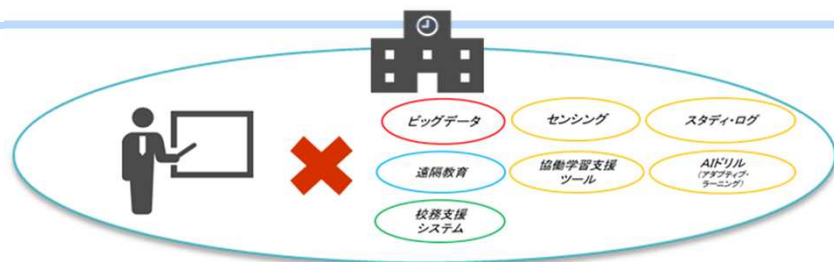 ビッグデータ
センシング
スタディ・ログ
遠隔教育
協働学習支援
ツール
AIドリル
(アダプティブ・
ラーニング)
校務支援
システム